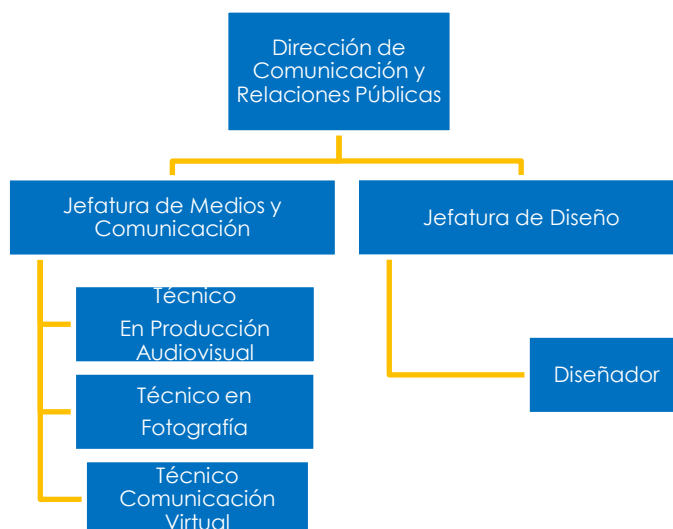 Dirección de
Comunicación y
Relaciones Públicas
Jefatura de Medios y
Comunicación
Jefatura de Diseño
Técnico
En Producción
Audiovisual
Técnico en
Fotografía
Técnico
Comunicación
Virtual
Diseñador